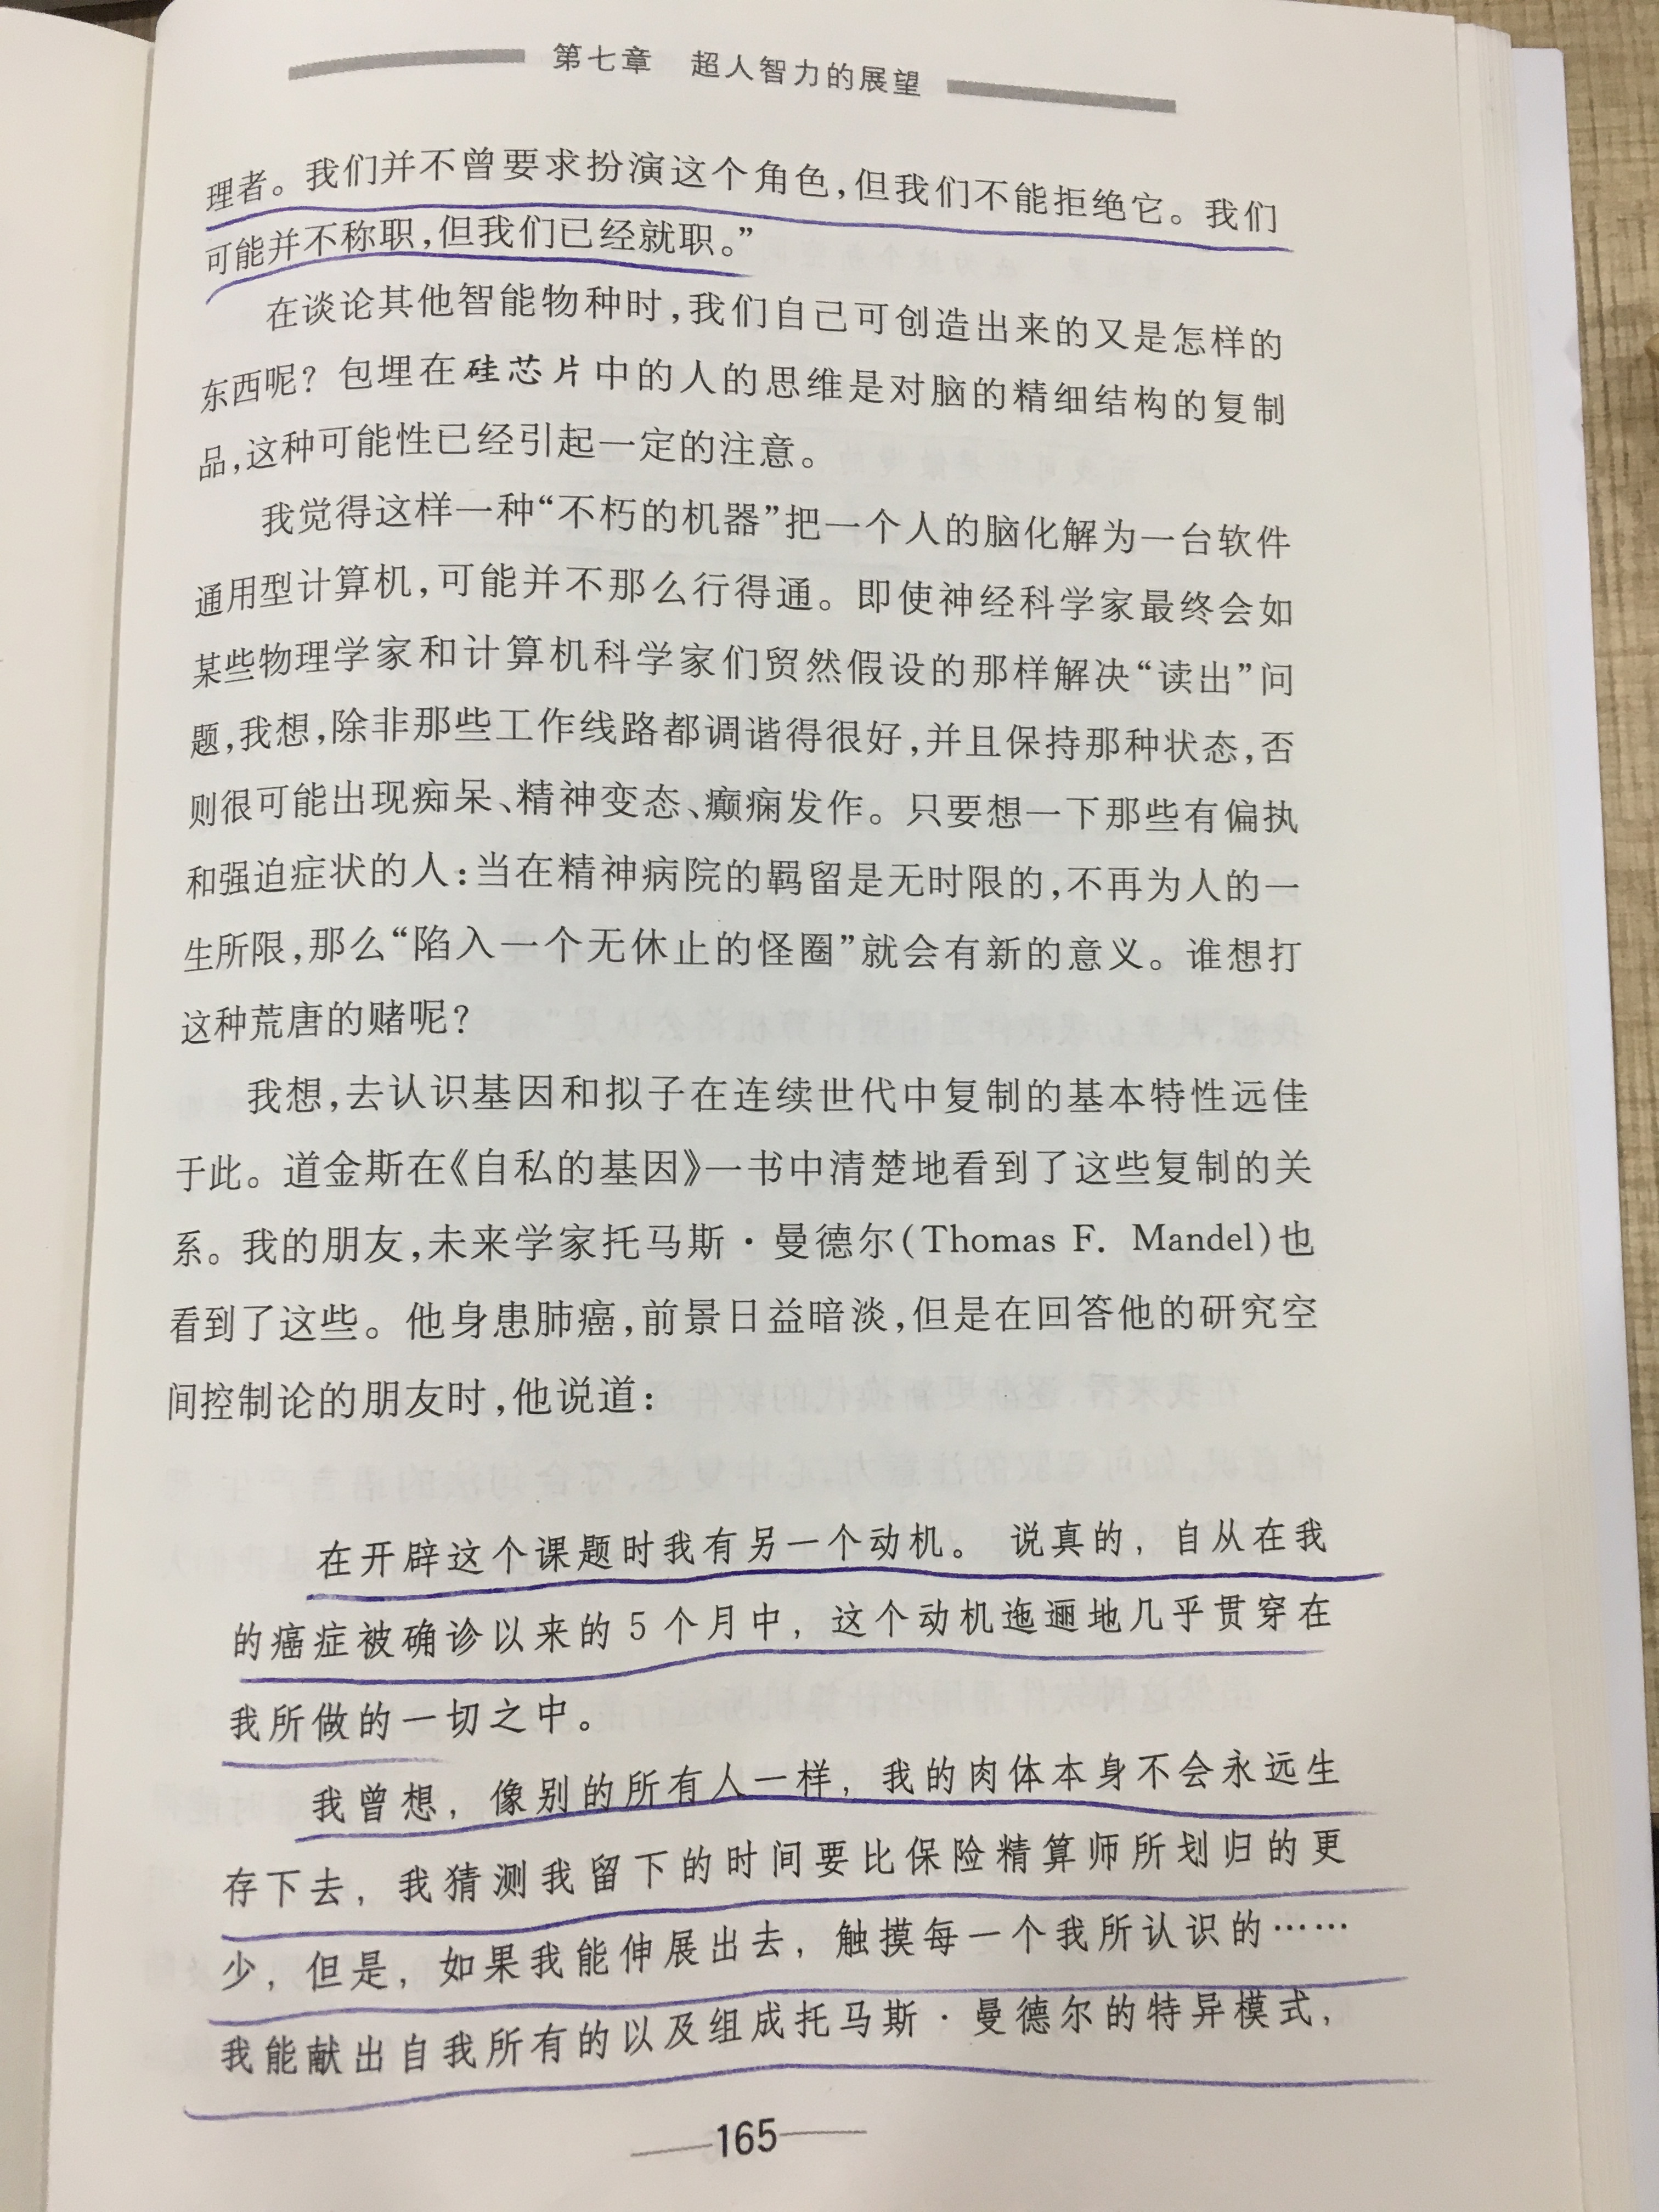 第七章 超人智力的展望
理者。我们并不曾要求扮演这个角色,但我们不能拒绝它。我们
可能并不称职,但我们已经就职。”
在谈论其他智能物种时,我们自己可创造出来的又是怎样的
东西呢?包埋在硅芯片中的人的思维是对脑的精细结构的复制
品,这种可能性已经引起一定的注意。
我觉得这样一种“不朽的机器”把一个人的脑化解为一台软件
通用型计算机,可能并不那么行得通。即使神经科学家最终会如
某些物理学家和计算机科学家们贸然假设的那样解决“读出”问
题,我想,除非那些工作线路都调谐得很好,并且保持那种状态,否
则很可能出现痴呆、精神变态、癫痫发作。只要想一下那些有偏执
和强迫症状的人:当在精神病院的羁留是无时限的,不再为人的一
生所限,那么“陷入一个无休止的怪圈”就会有新的意义。谁想打
这种荒唐的赌呢?
我想,去认识基因和拟子在连续世代中复制的基本特性远佳
于此。道金斯在《自私的基因》一书中清楚地看到了这些复制的关
系。我的朋友,未来学家托马斯·曼德尔(Thomas F. Mandel)也
看到了这些。他身患肺癌,前景日益暗淡,但是在回答他的研究空
间控制论的朋友时,他说道:
在开辟这个课题时我有另一个动机。说真的,自从在我
的癌症被确诊以来的5个月中,这个动机迤逦地几乎贯穿在
我所做的一切之中。
我曾想,像别的所有人一样,我的肉体本身不会永远生
存下去,我猜测我留下的时间要比保险精算师所划归的更
少,但是,如果我能伸展出去,触摸每一个我所认识的……
我能献出自我所有的以及组成托马斯·曼德尔的特异模式,
165